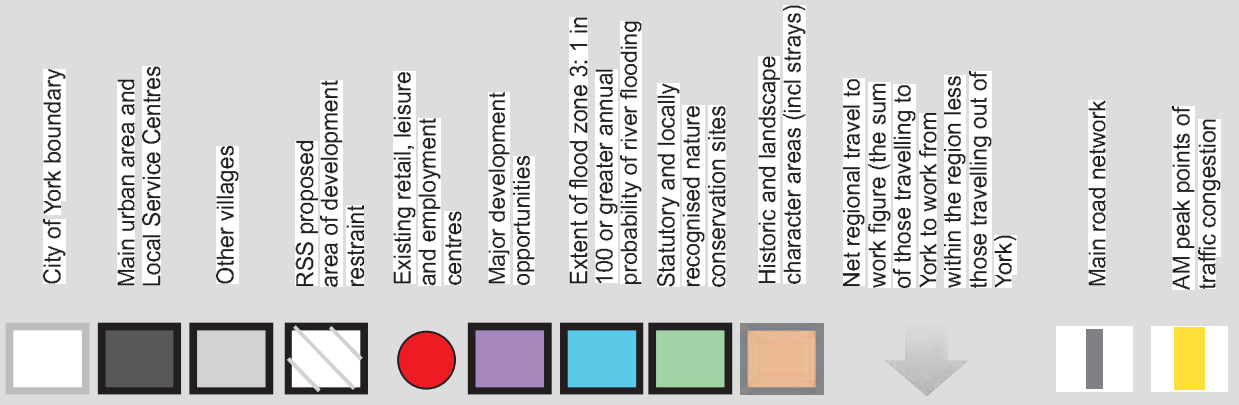 City of York boundary
Main urban area and
Local Service Centres
Other villages
RSS proposed
area of development
restraint
Existing retail, leisure
and employment
centres
Major development
opportunities
Extent of flood zone 3: 1 in
100 or greater annual
probability of river flooding
Statutory and locally
recognised nature
conservation sites
Historic and landscape
character areas (incl strays)
Net regional travel to
work figure (the sum
of those travelling to
York to work from
within the region less
those travelling out of
York)
Main road network
AM peak points of
traffic congestion